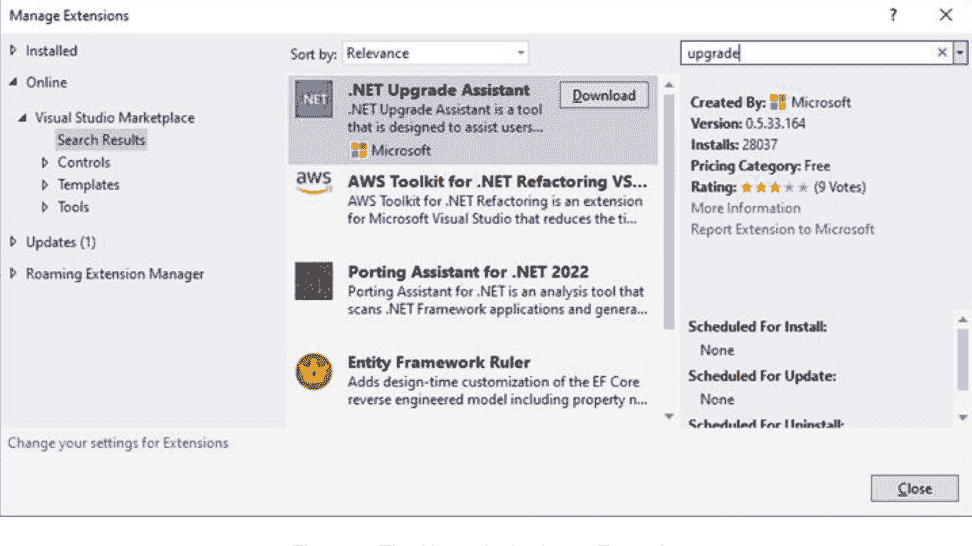 Manage Extensions
?
Installed
Online
Visual Studio Marketplace
Search Results
Controls
Templates
Tools
Updates (1)
Roaming Extension Manager
Change your settings for Extensions
Sort by: Relevance
.NET
.NET Upgrade Assistant
Download
.NET Upgrade Assistant is a tool
that is designed to assist users...
Microsoft
aws
AWS Toolkit for .NET Refactoring VS...
AWS Toolkit for .NET Refactoring is an extension
for Microsoft Visual Studio that reduces the ti...
Porting Assistant for .NET 2022
Porting Assistant for .NET is an analysis tool that
scans .NET Framework applications and genera...
Entity Framework Ruler
Adds design-time customization of the EF Core
reverse engineered model including property n...
upgrade
Created By: Microsoft
Version: 0.5.33.164
Installs: 28037
Pricing Category: Free
Rating: (9 Votes)
More Information
Report Extension to Microsoft
Scheduled For Install:
None
Scheduled For Update:
None
Scheduled For Uninstall:
Close